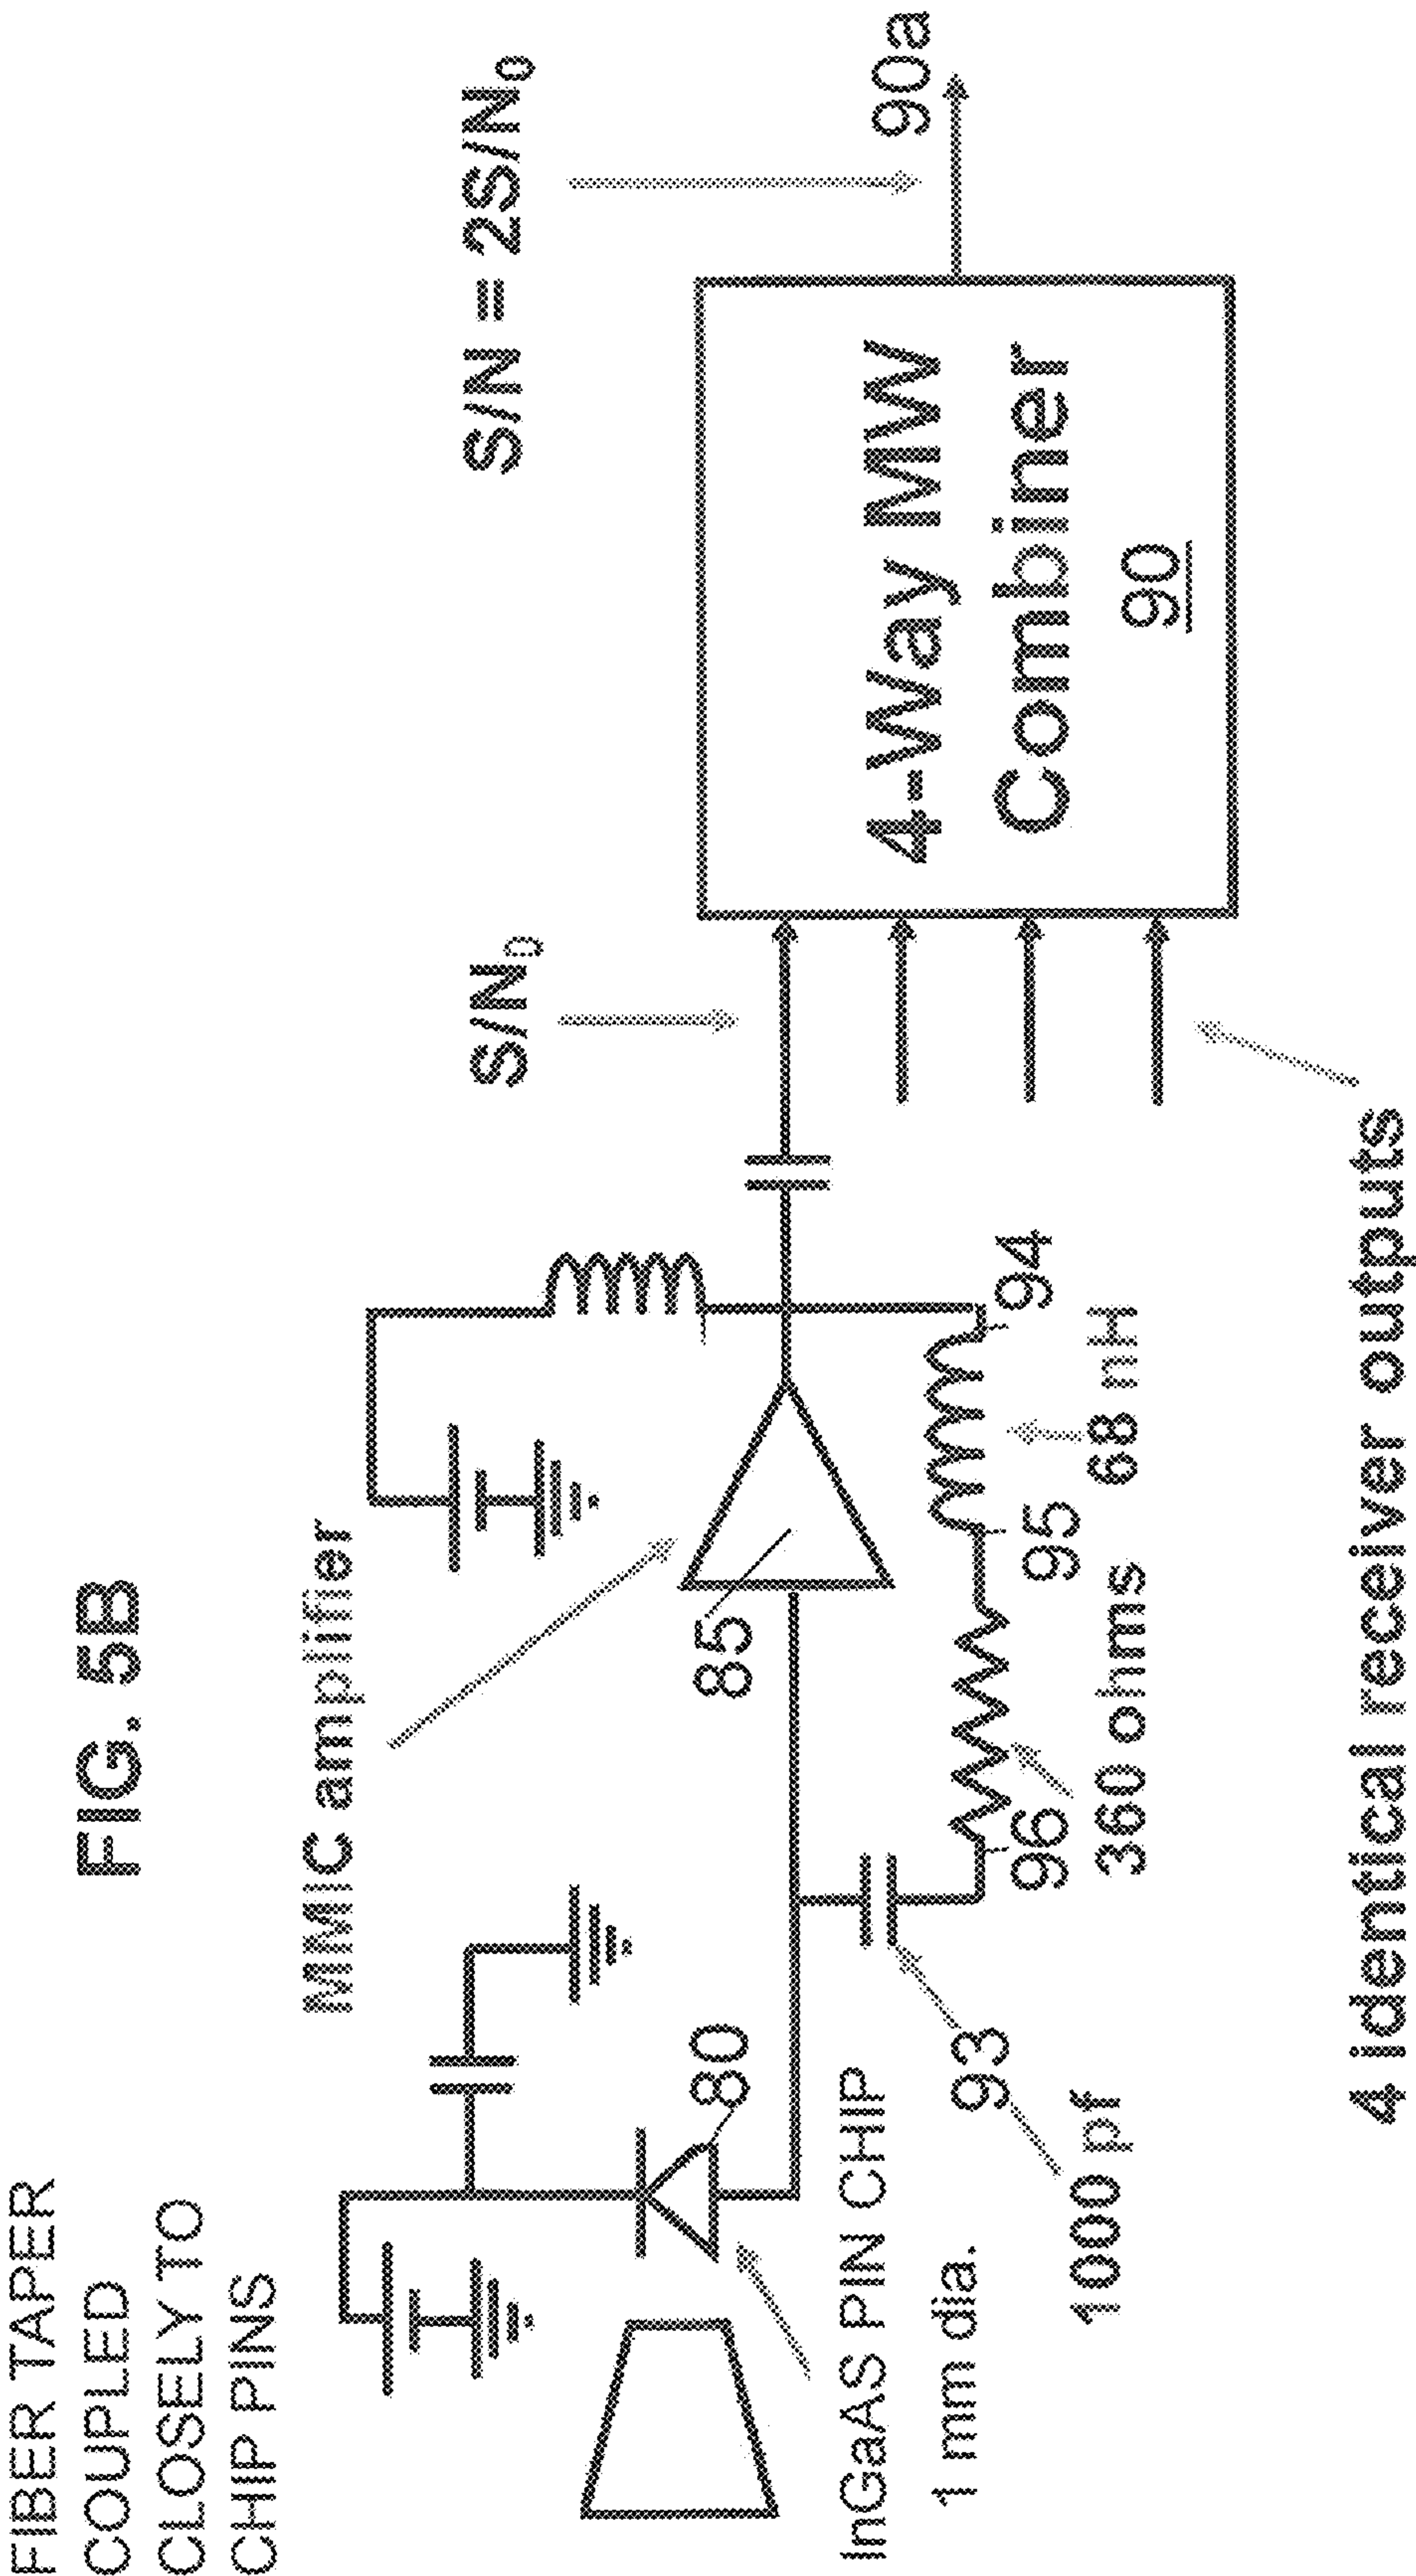 FIG. 5B
FIBER TAPER
COUPLED
CLOSELY TO
CHIP PINS
MMIC amplifier
S/N₀
S/N = 2S/N₀
80
85
90a
4-Way MW
Combiner
90
InGaAS PIN CHIP
1 mm dia.
93
1000 pf
96
360 ohms
95
94
68 nH
4 identical receiver outputs